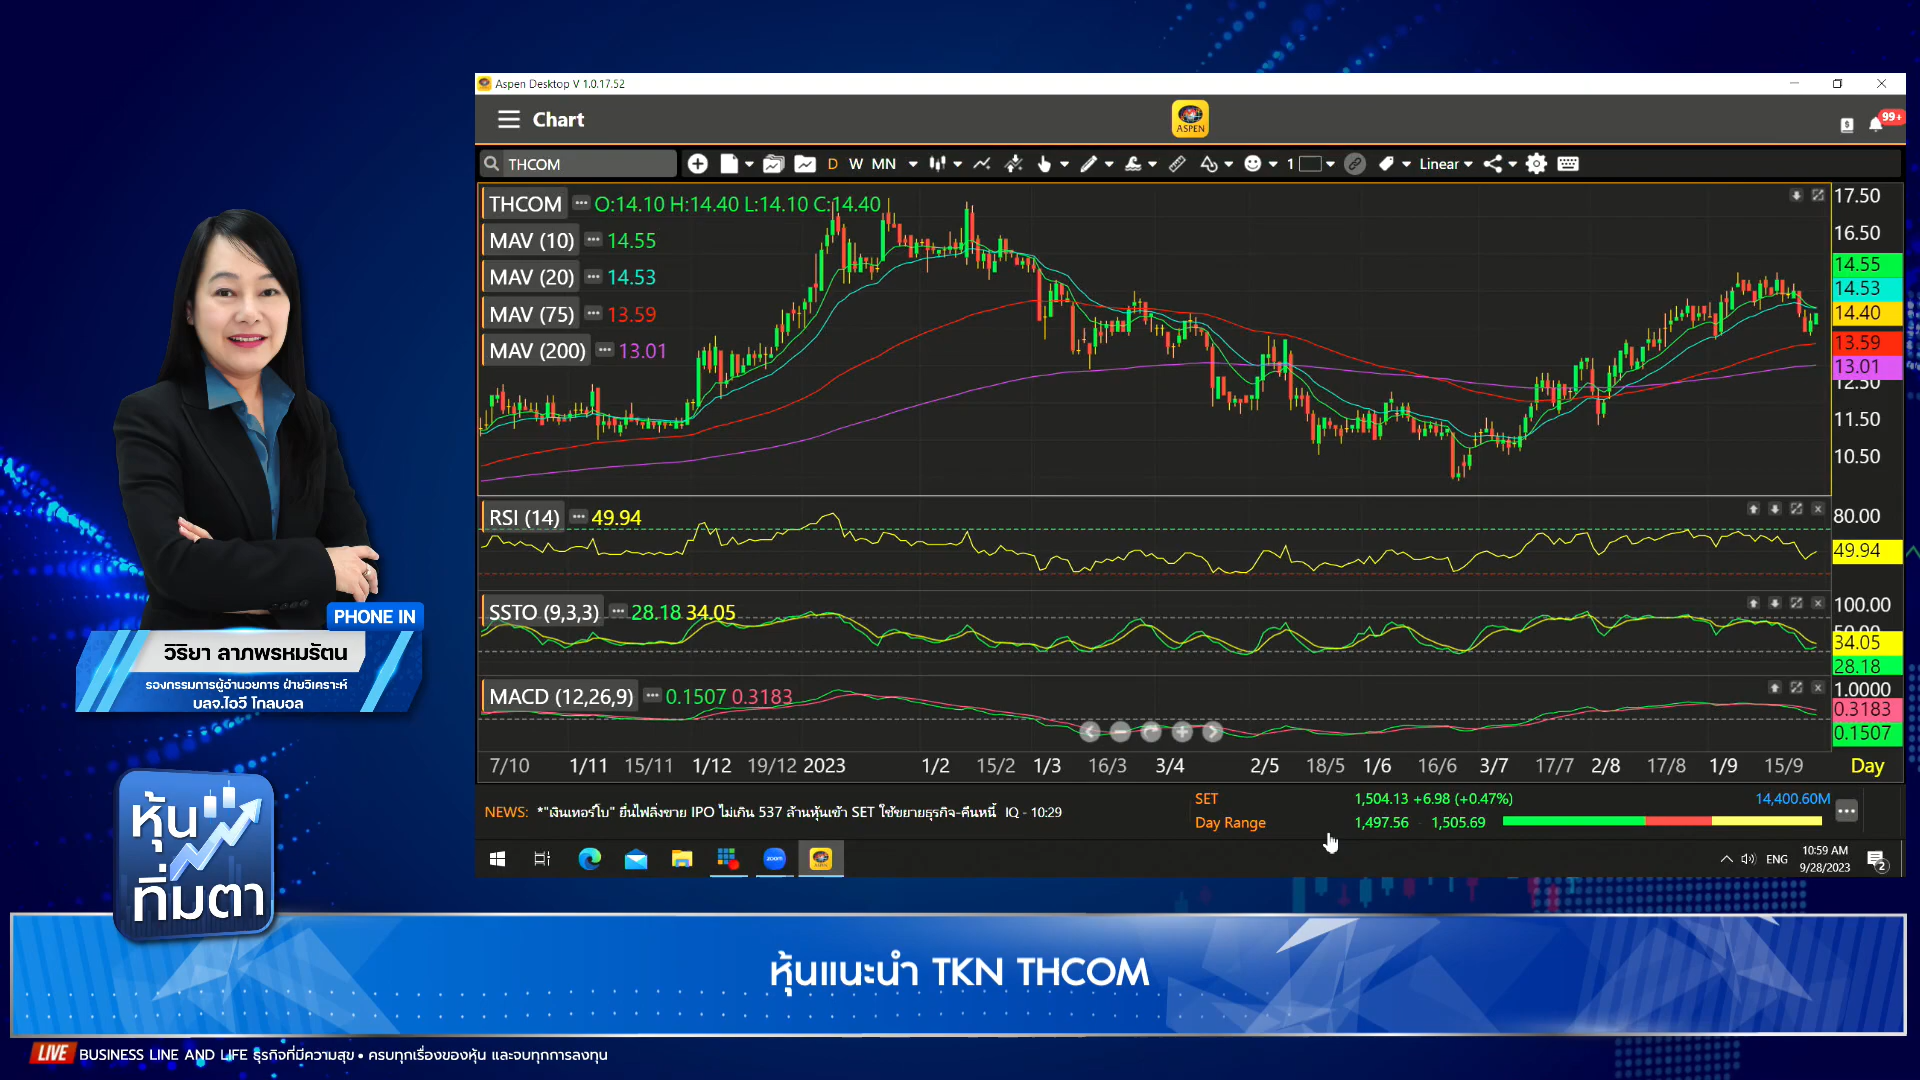 Aspen Desktop V 1.0.17.52
Chart
ASPEN
99+
THCOM
D W MN
1
Linear
THCOM ... O:14.10 H:14.40 L:14.10 C:14.40
MAV (10) ... 14.55
MAV (20) ... 14.53
MAV (75) ... 13.59
MAV (200) ... 13.01
17.50
16.50
14.55
14.53
14.40
13.59
13.01
12.50
11.50
10.50
RSI (14) ... 49.94
80.00
49.94
SSTO (9,3,3) ... 28.18 34.05
100.00
50.00
34.05
28.18
MACD (12,26,9) ... 0.1507 0.3183
1.0000
0.3183
0.1507
7/10 1/11 15/11 1/12 19/12 2023 1/2 15/2 1/3 16/3 3/4 2/5 18/5 1/6 16/6 3/7 17/7 2/8 17/8 1/9 15/9 Day
NEWS: *"เงินเทอร์โบ" ยื่นไฟลิ่งขาย IPO ไม่เกิน 537 ล้านหุ้นเข้า SET ใช้ขยายธุรกิจ-คืนหนี้ IQ - 10:29
SET 1,504.13 +6.98 (+0.47%) 14,400.60M
Day Range 1,497.56 - 1,505.69
zoom
ENG
10:59 AM
9/28/2023
2
PHONE IN
วิริยา ลาภพรหมรัตน
รองกรรมการผู้อำนวยการ ฝ่ายวิเคราะห์
บลจ.ไอวี โกลบอล
หุ้น
ทิ่มตา
หุ้นแนะนำ TKN THCOM
LIVE BUSINESS LINE AND LIFE ธุรกิจที่มีความสุข • ครบทุกเรื่องของหุ้น และจบทุกการลงทุน